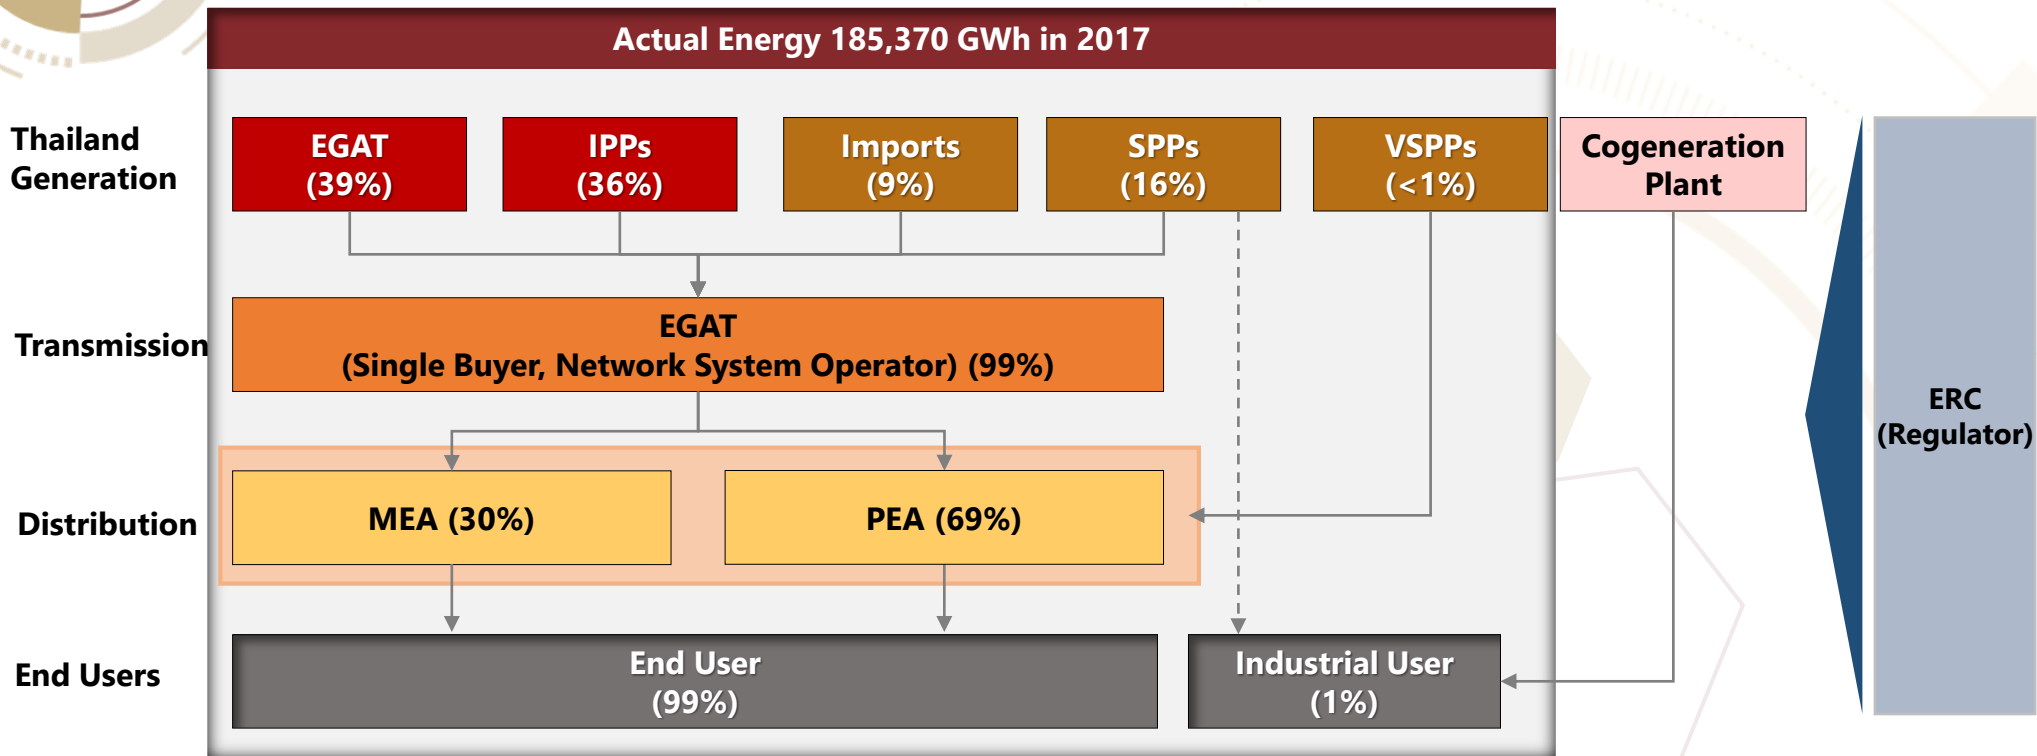 Actual Energy 185,370 GWh in 2017
Thailand
Generation
EGAT
(39%)
IPPs
(36%)
Imports
(9%)
SPPs
(16%)
VSPPs
(<1%)
Cogeneration
Plant
Transmission
EGAT
(Single Buyer, Network System Operator) (99%)
ERC
(Regulator)
Distribution
MEA (30%)
PEA (69%)
End Users
End User
(99%)
Industrial User
(1%)